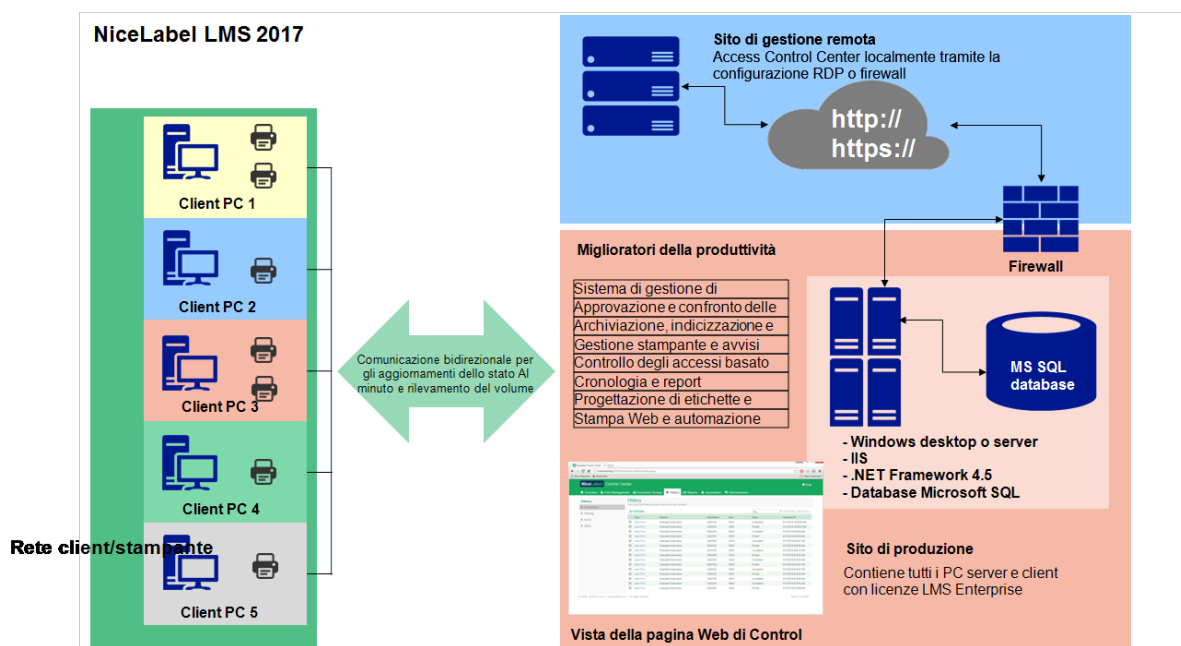 NiceLabel LMS 2017
Client PC 1
Client PC 2
Client PC 3
Client PC 4
Rete client/stampante
Client PC 5
Comunicazione bidirezionale per
gli aggiornamenti dello stato Al
minuto e rilevamento del volume
Sito di gestione remota
Access Control Center localmente tramite la
configurazione RDP o firewall
http://
https://
Firewall
Miglioratori della produttività
Sistema di gestione di
Approvazione e confronto delle
Archiviazione, indicizzazione e
Gestione stampante e avvisi
Controllo degli accessi basato
Cronologia e report
Progettazione di etichette e
Stampa Web e automazione
MS SQL
database
- Windows desktop o server
- IIS
- .NET Framework 4.5
- Database Microsoft SQL
Control Center
History
Vista della pagina Web di Control
Sito di produzione
Contiene tutti i PC server e client
con licenze LMS Enterprise